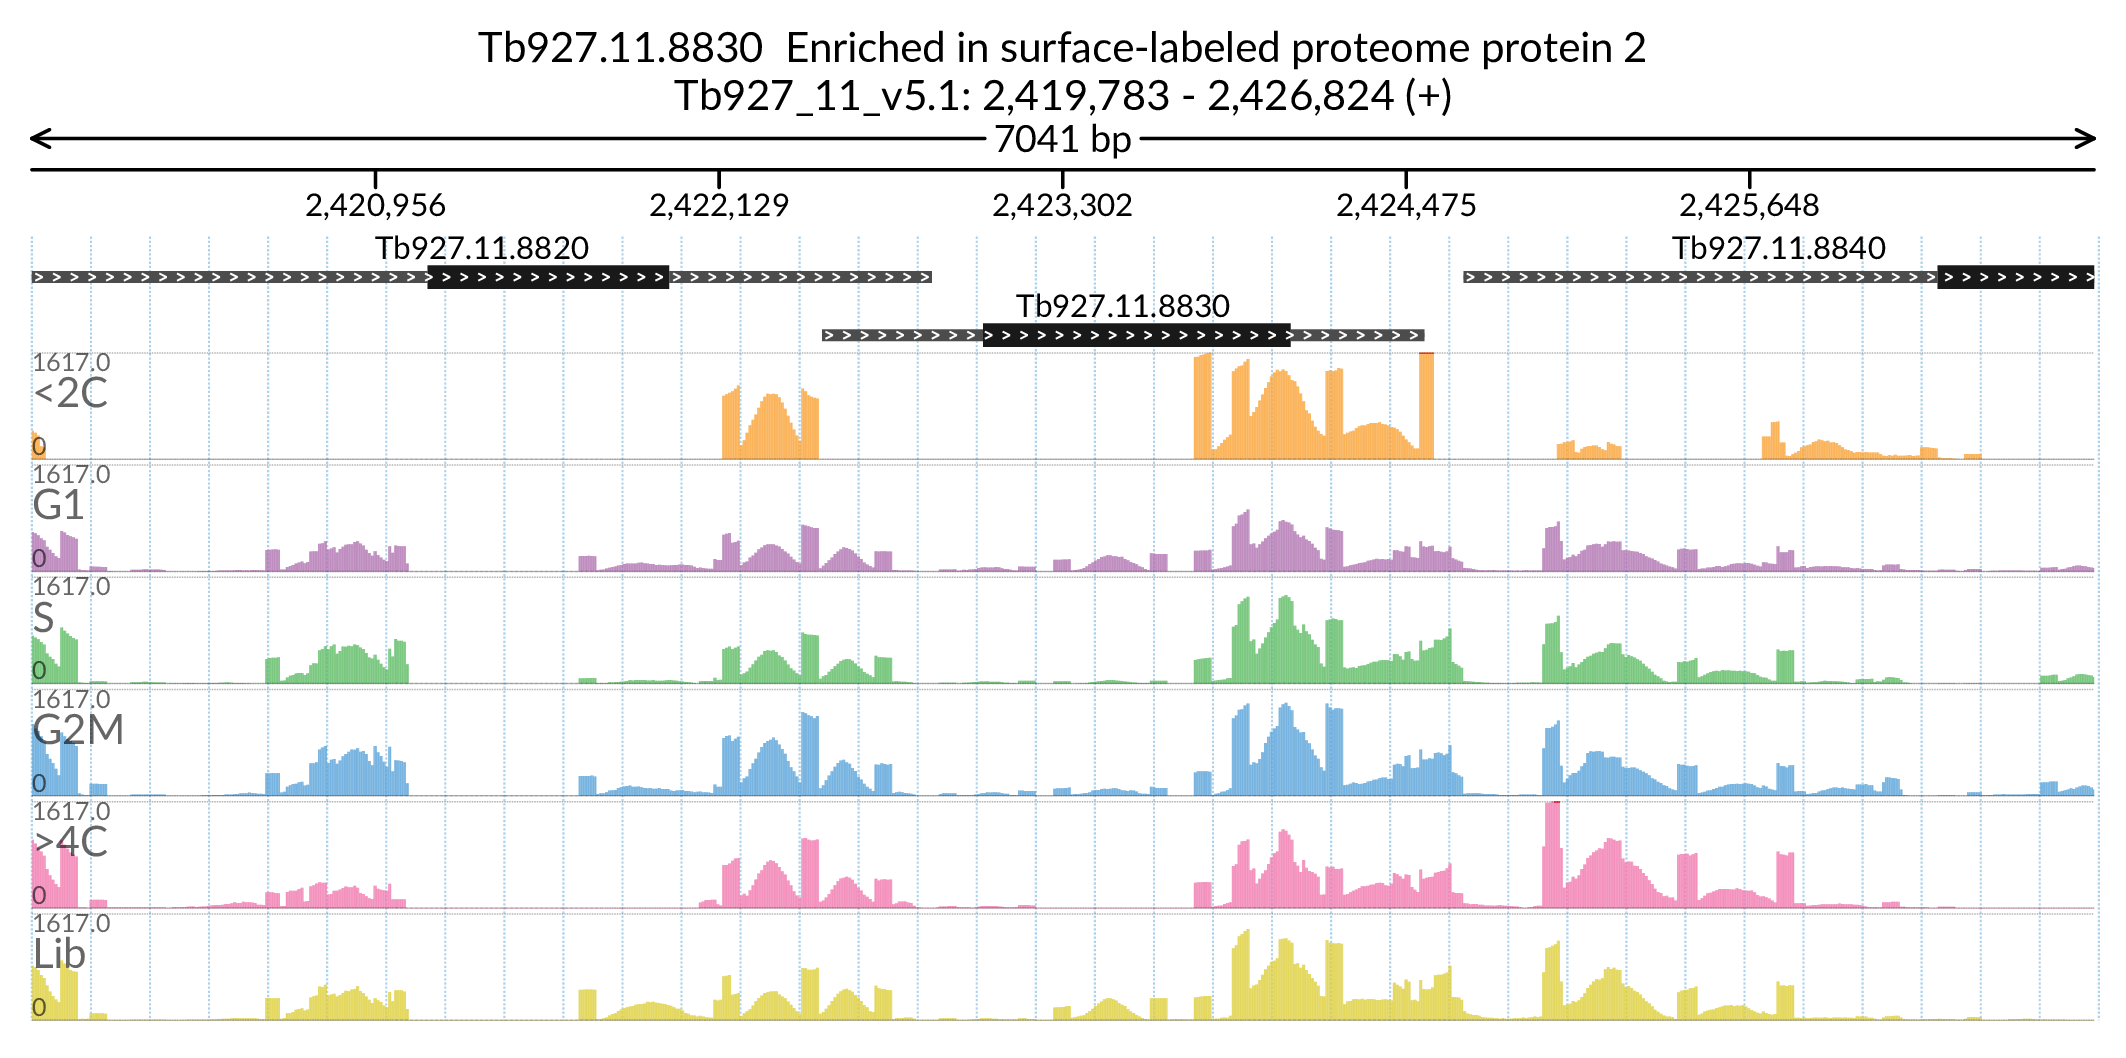 Tb927.11.8830  Enriched in surface-labeled proteome protein 2
Tb927_11_v5.1: 2,419,783 - 2,426,824 (+)
7041 bp
2,420,956 2,422,129 2,423,302 2,424,475 2,425,648
Tb927.11.8820 Tb927.11.8840
Tb927.11.8830
1617.0
<2C
0
1617.0
G1
0
1617.0
S
0
1617.0
G2M
0
1617.0
>4C
0
1617.0
Lib
0